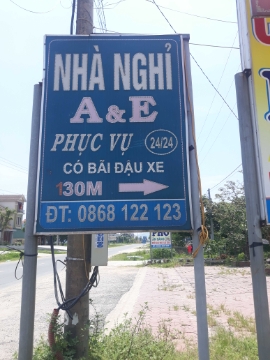 NHÀ NGHỈ
A & E
PHỤC VỤ 24/24
CÓ BÃI ĐẬU XE
130M
ĐT: 0868 122 123